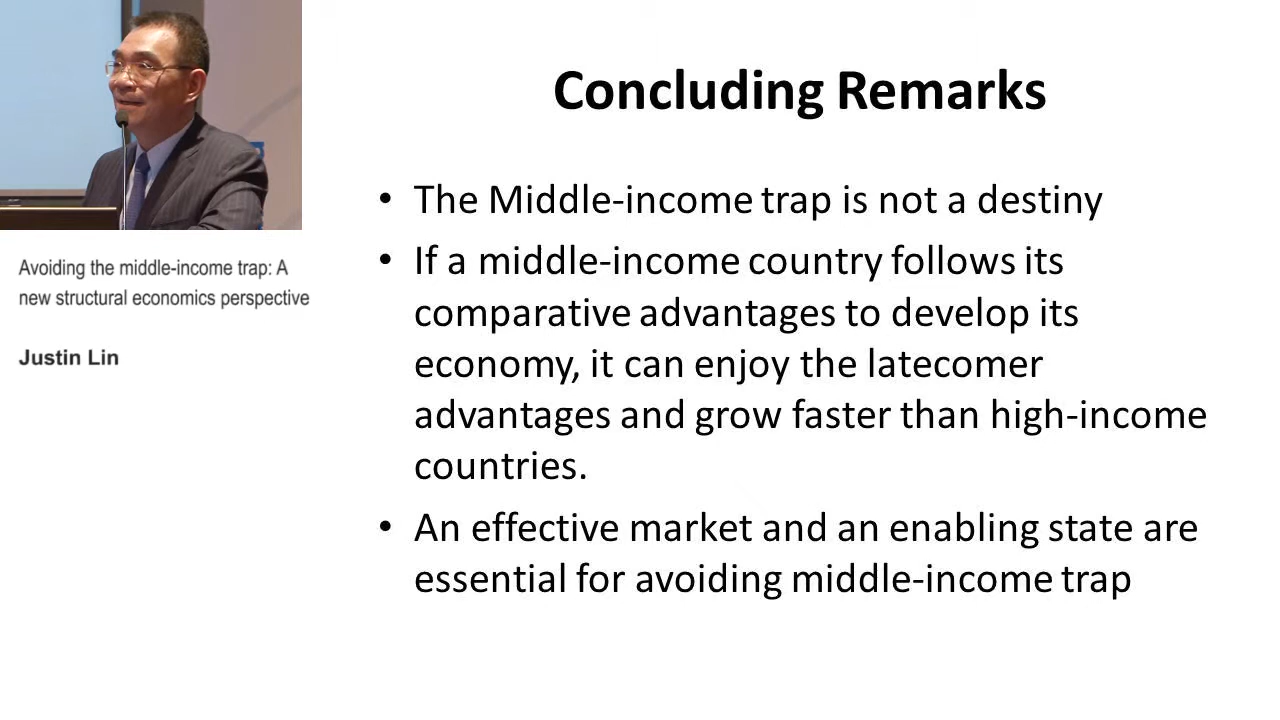 Concluding Remarks
• The Middle-income trap is not a destiny
• If a middle-income country follows its
comparative advantages to develop its
economy, it can enjoy the latecomer
advantages and grow faster than high-income
countries.
• An effective market and an enabling state are
essential for avoiding middle-income trap
Avoiding the middle-income trap: A
new structural economics perspective
Justin Lin